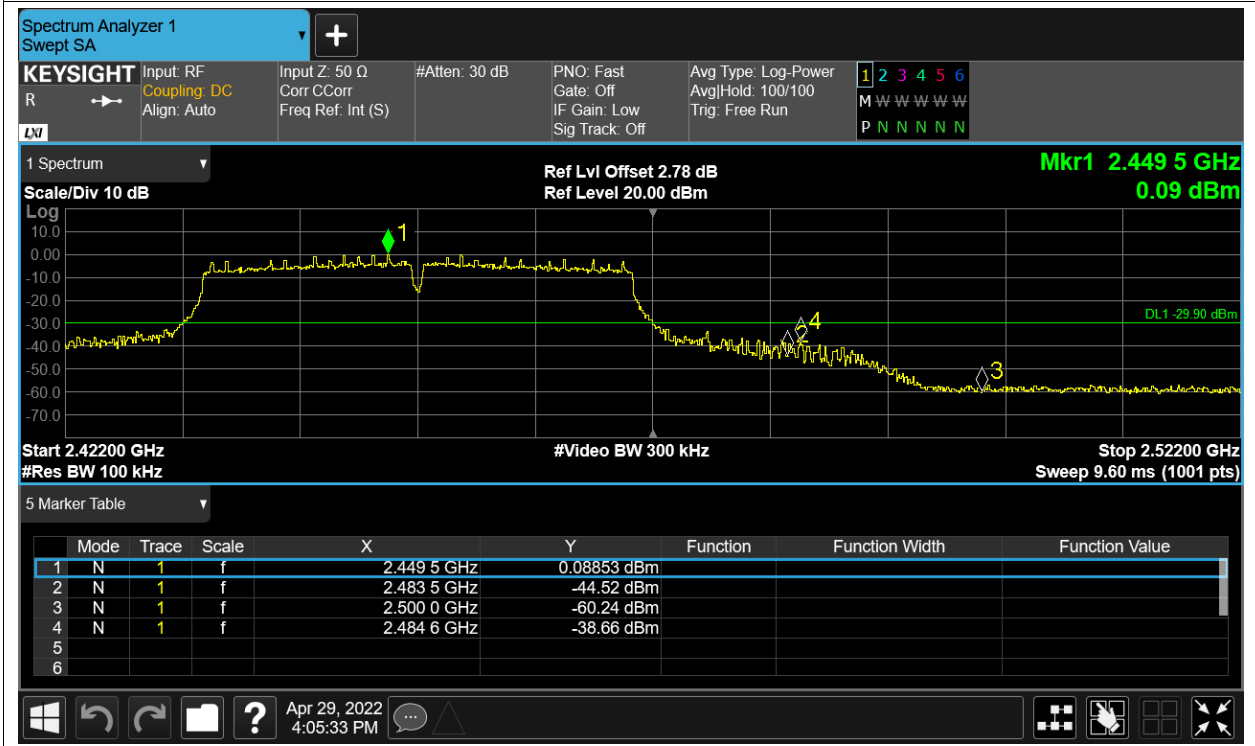 Spectrum Analyzer 1
Swept SA
+
KEYSIGHT Input: RF Input Z: 50 Ω #Atten: 30 dB PNO: Fast Avg Type: Log-Power 1 2 3 4 5 6
R Coupling: DC Corr CCorr Gate: Off Avg|Hold: 100/100 M W W W W W
Align: Auto Freq Ref: Int (S) IF Gain: Low Trig: Free Run
LXI Sig Track: Off P N N N N N
1 Spectrum Ref Lvl Offset 2.78 dB Mkr1 2.449 5 GHz
Scale/Div 10 dB Ref Level 20.00 dBm 0.09 dBm
Log
10.0
1
0.00
-10.0
-20.0
DL1 -29.90 dBm
-30.0
4
2
-40.0
-50.0
3
-60.0
-70.0
Start 2.42200 GHz #Video BW 300 kHz Stop 2.52200 GHz
#Res BW 100 kHz Sweep 9.60 ms (1001 pts)
5 Marker Table
Mode Trace Scale X Y Function Function Width Function Value
1 N 1 f 2.449 5 GHz 0.08853 dBm
2 N 1 f 2.483 5 GHz -44.52 dBm
3 N 1 f 2.500 0 GHz -60.24 dBm
4 N 1 f 2.484 6 GHz -38.66 dBm
5
6
? Apr 29, 2022
4:05:33 PM